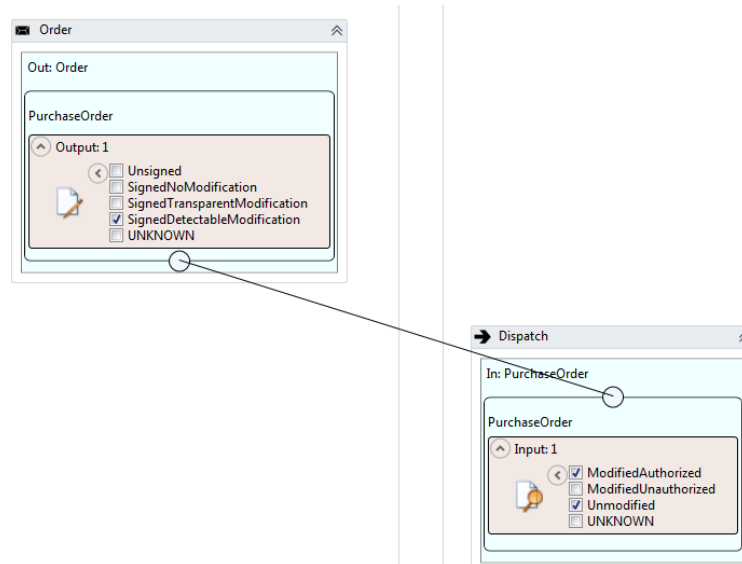 Order
Out: Order
PurchaseOrder
Output: 1
Unsigned
SignedNoModification
SignedTransparentModification
SignedDetectableModification
UNKNOWN
Dispatch
In: PurchaseOrder
PurchaseOrder
Input: 1
ModifiedAuthorized
ModifiedUnauthorized
Unmodified
UNKNOWN